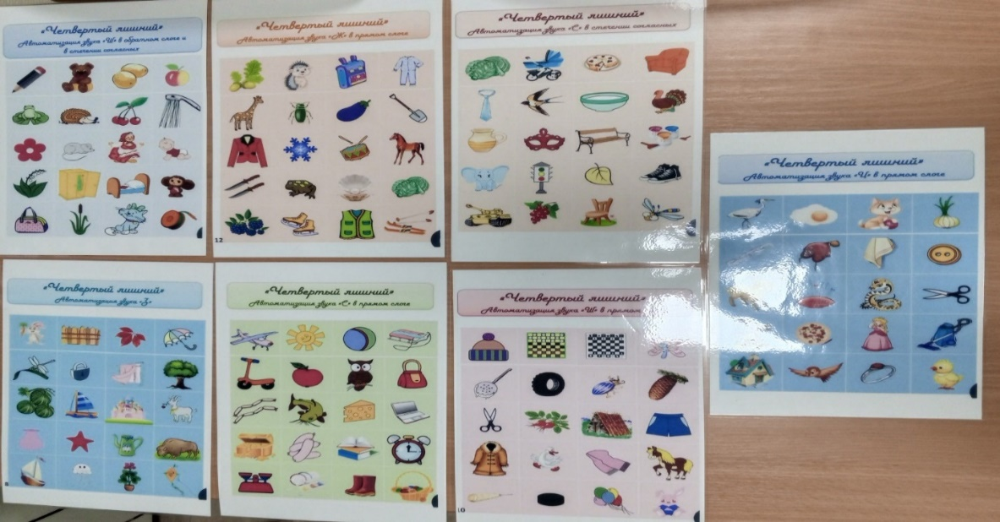 «Четвертый лишний»
Автоматизация звука «Ш» в обратном слоге и
в стечении согласных
«Четвертый лишний»
Автоматизация звука «Ж» в прямом слоге
12
«Четвертый лишний»
Автоматизация звука «С» в стечении согласных
«Четвертый лишний»
Автоматизация звука «Ц» в прямом слоге
«Четвертый лишний»
Автоматизация звука «З»
«Четвертый лишний»
Автоматизация звука «С» в прямом слоге
«Четвертый лишний»
Автоматизация звука «Ш» в прямом
10